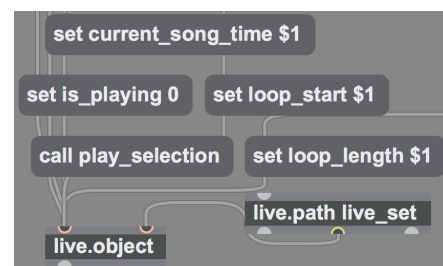 set current_song_time $1
set is_playing 0
set loop_start $1
call play_selection
set loop_length $1
live.path live_set
live.object